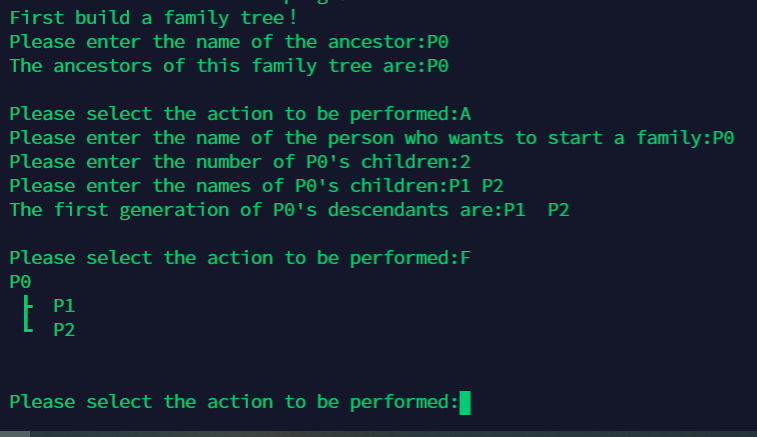 First build a family tree！
Please enter the name of the ancestor:P0
The ancestors of this family tree are:P0
Please select the action to be performed:A
Please enter the name of the person who wants to start a family:P0
Please enter the number of P0's children:2
Please enter the names of P0's children:P1 P2
The first generation of P0's descendants are:P1  P2
Please select the action to be performed:F
P0
├ P1
└ P2
Please select the action to be performed: